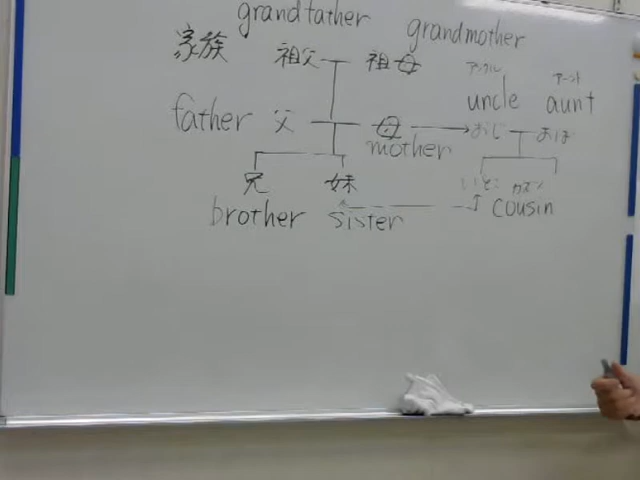 grandfather grandmother
家族 祖父 祖母
アンクル アーント
uncle aunt
father 父 母 おじ おば
mother
兄 妹 いとこ カズン
brother sister cousin